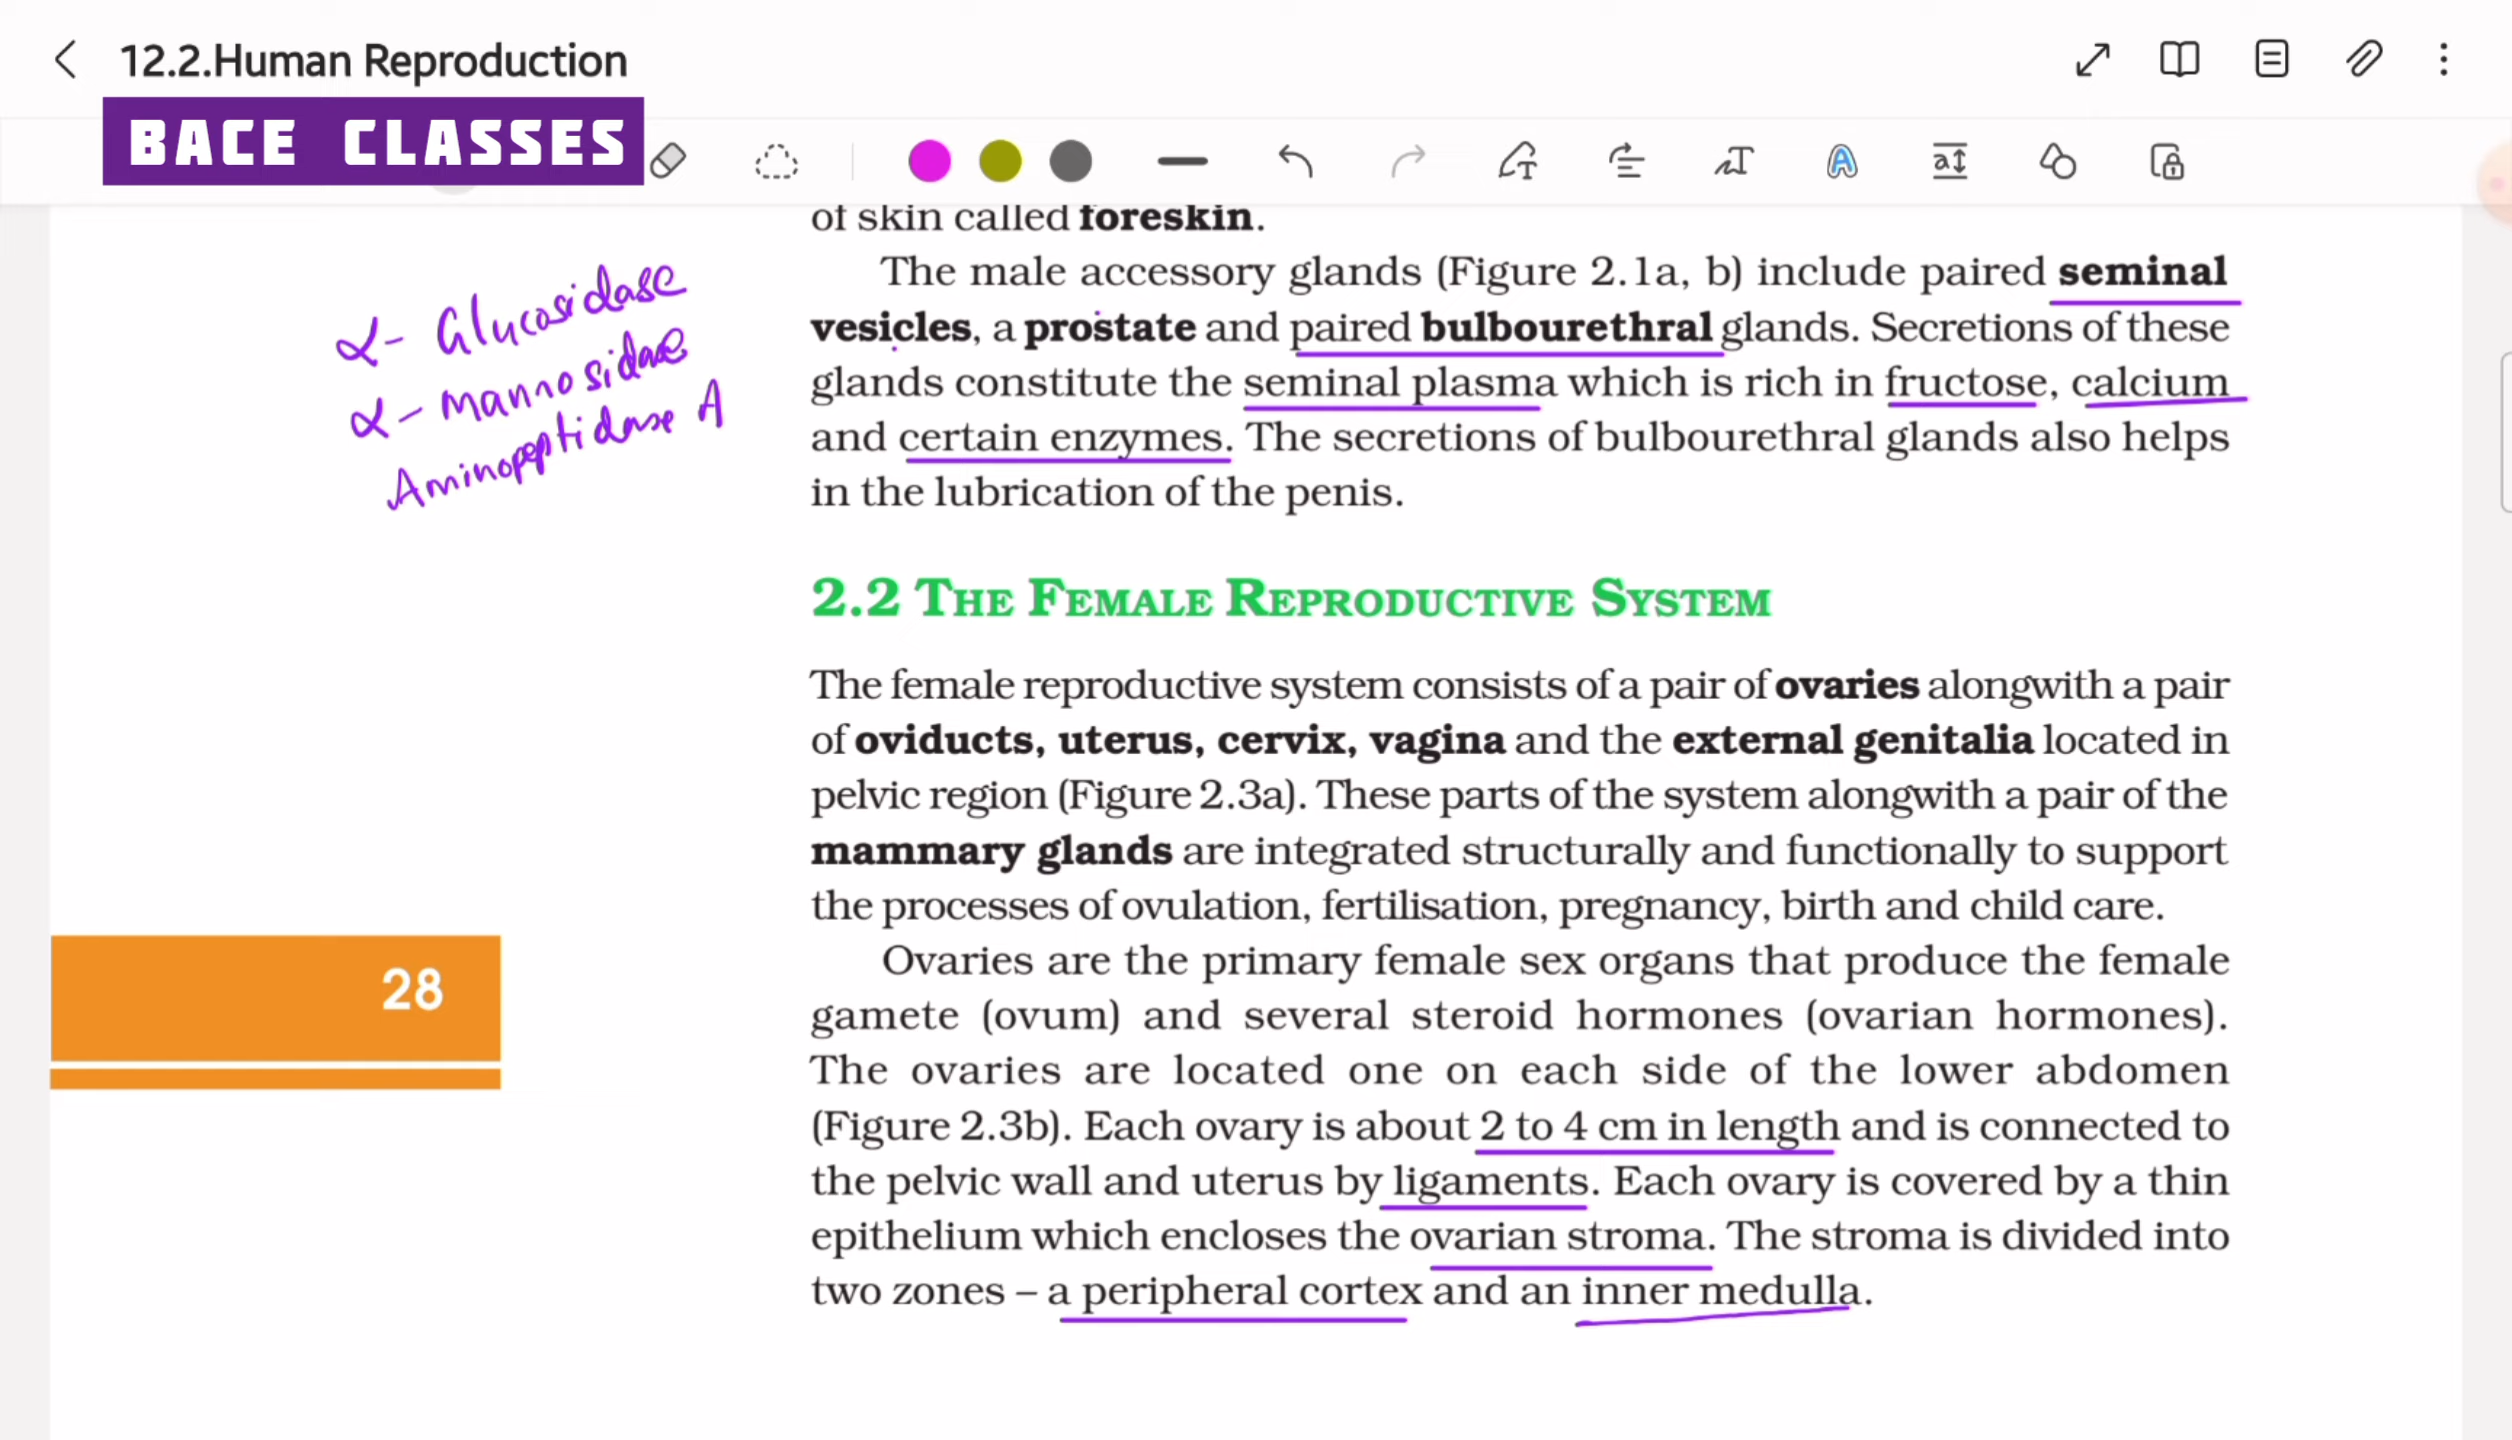 12.2.Human Reproduction
BACE CLASSES
of skin called foreskin.
α- Glucosidase
α- mannosidase
Aminopeptidase A
The male accessory glands (Figure 2.1a, b) include paired seminal
vesicles, a prostate and paired bulbourethral glands. Secretions of these
glands constitute the seminal plasma which is rich in fructose, calcium
and certain enzymes. The secretions of bulbourethral glands also helps
in the lubrication of the penis.
2.2 THE FEMALE REPRODUCTIVE SYSTEM
The female reproductive system consists of a pair of ovaries alongwith a pair
of oviducts, uterus, cervix, vagina and the external genitalia located in
pelvic region (Figure 2.3a). These parts of the system alongwith a pair of the
mammary glands are integrated structurally and functionally to support
the processes of ovulation, fertilisation, pregnancy, birth and child care.
Ovaries are the primary female sex organs that produce the female
gamete (ovum) and several steroid hormones (ovarian hormones).
The ovaries are located one on each side of the lower abdomen
(Figure 2.3b). Each ovary is about 2 to 4 cm in length and is connected to
the pelvic wall and uterus by ligaments. Each ovary is covered by a thin
epithelium which encloses the ovarian stroma. The stroma is divided into
two zones – a peripheral cortex and an inner medulla.
28